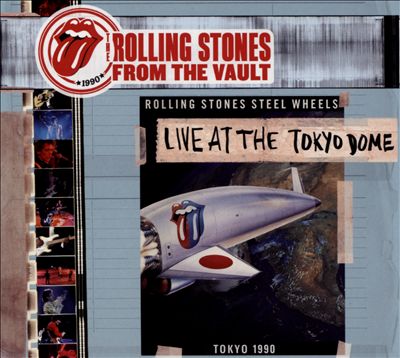 THE
ROLLING STONES
FROM THE VAULT
1990
ROLLING STONES STEEL WHEELS
LIVE AT THE TOKYO DOME
TOKYO 1990